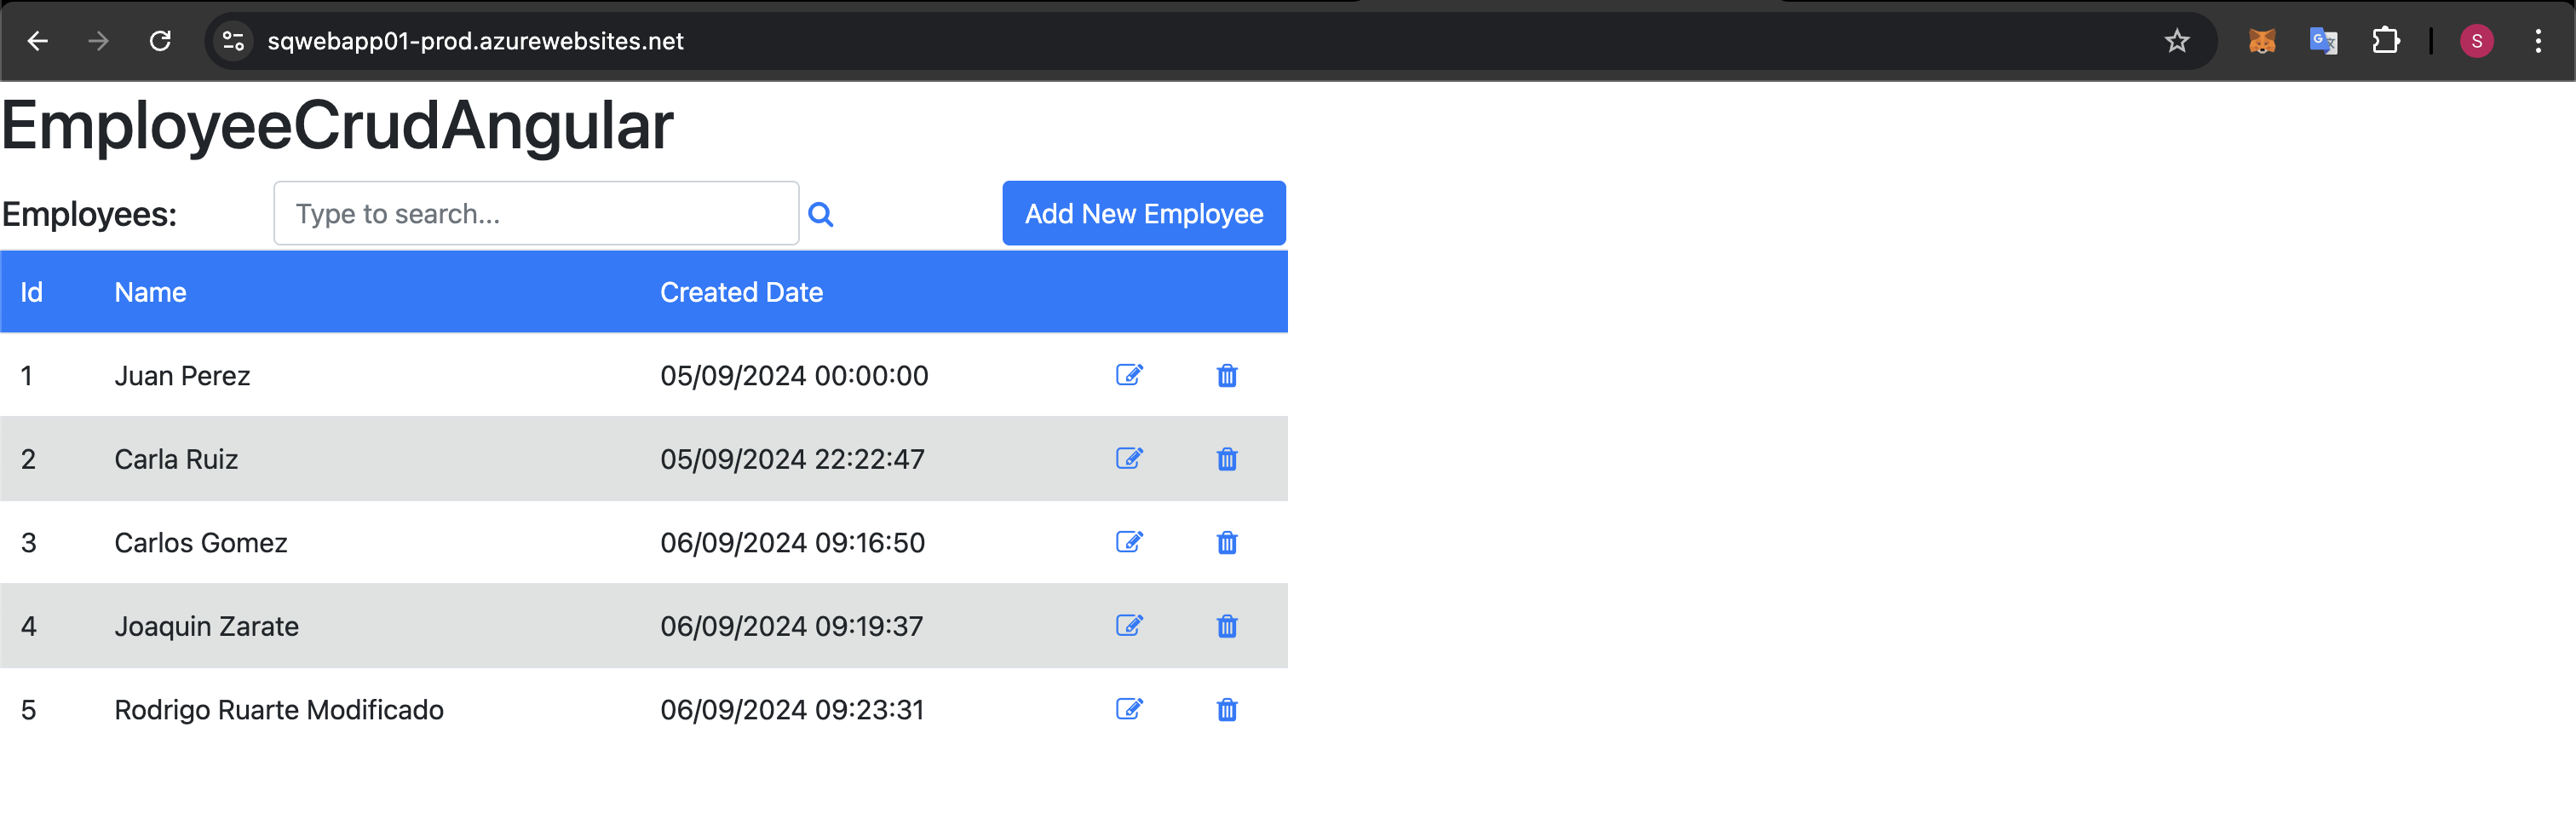 sqwebapp01-prod.azurewebsites.net
S
EmployeeCrudAngular
Employees: Type to search... Add New Employee
Id Name Created Date
1 Juan Perez 05/09/2024 00:00:00
2 Carla Ruiz 05/09/2024 22:22:47
3 Carlos Gomez 06/09/2024 09:16:50
4 Joaquin Zarate 06/09/2024 09:19:37
5 Rodrigo Ruarte Modificado 06/09/2024 09:23:31